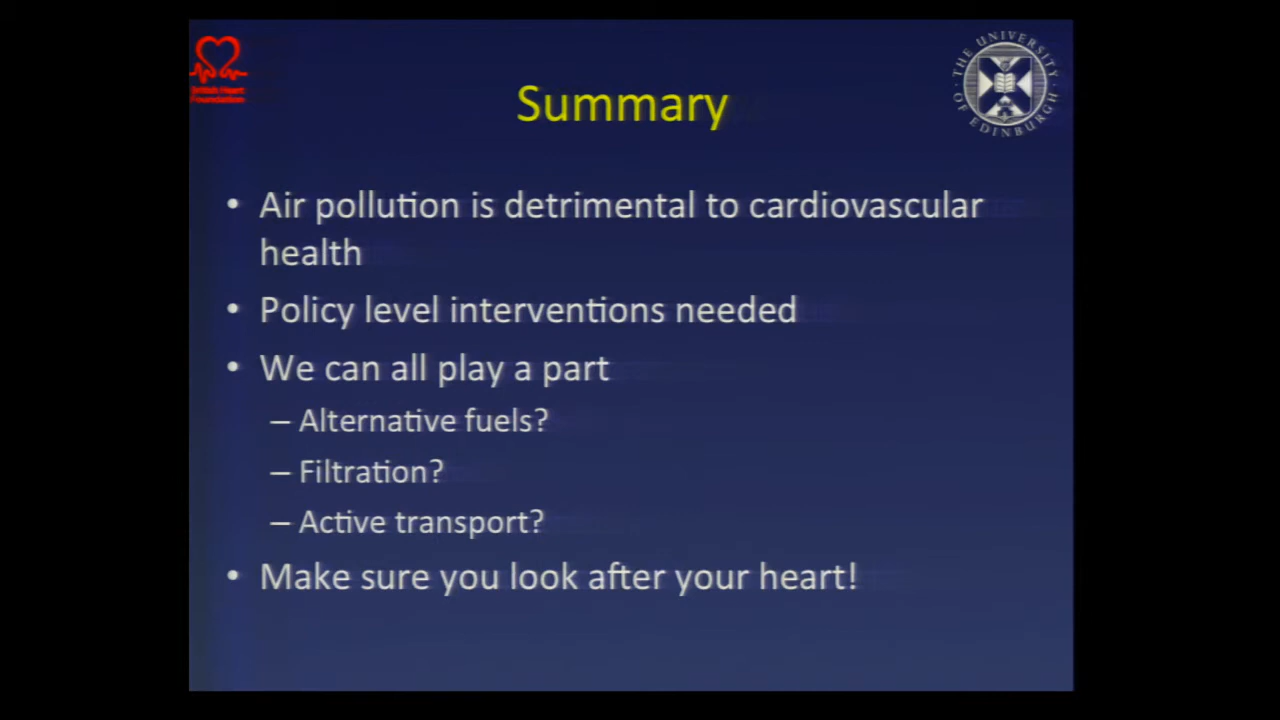 British Heart
Foundation
THE UNIVERSITY
OF EDINBURGH
Summary
• Air pollution is detrimental to cardiovascular
health
• Policy level interventions needed
• We can all play a part
– Alternative fuels?
– Filtration?
– Active transport?
• Make sure you look after your heart!